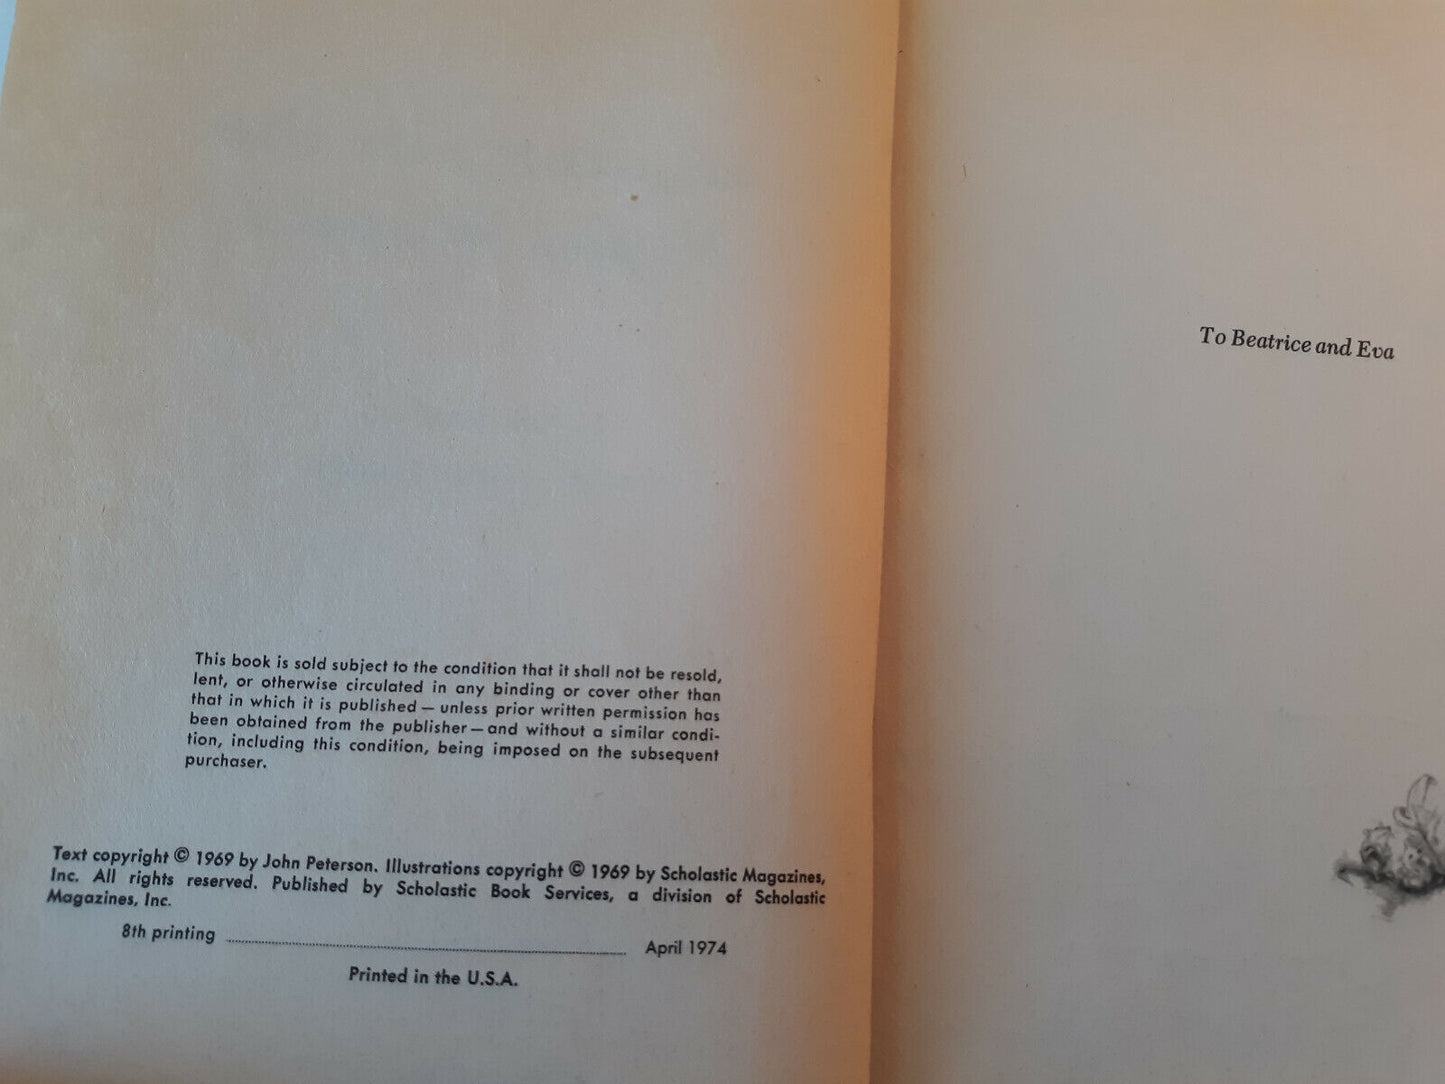 This book is sold subject to the condition that it shall not be resold,
lent, or otherwise circulated in any binding or cover other than
that in which it is published — unless prior written permission has
been obtained from the publisher — and without a similar condi-
tion, including this condition, being imposed on the subsequent
purchaser.
Text copyright © 1969 by John Peterson. Illustrations copyright © 1969 by Scholastic Magazines,
Inc. All rights reserved. Published by Scholastic Book Services, a division of Scholastic
Magazines, Inc.
8th printing ........................ April 1974
Printed in the U.S.A.
To Beatrice and Eva